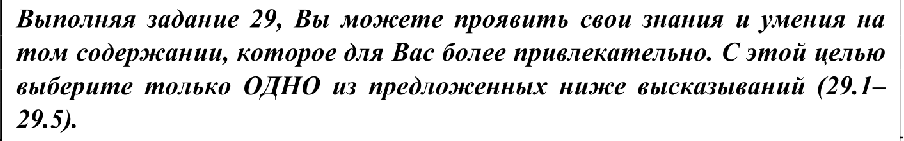 Выполняя задание 29, Вы можете проявить свои знания и умения на
том содержании, которое для Вас более привлекательно. С этой целью
выберите только ОДНО из предложенных ниже высказываний (29.1–
29.5).